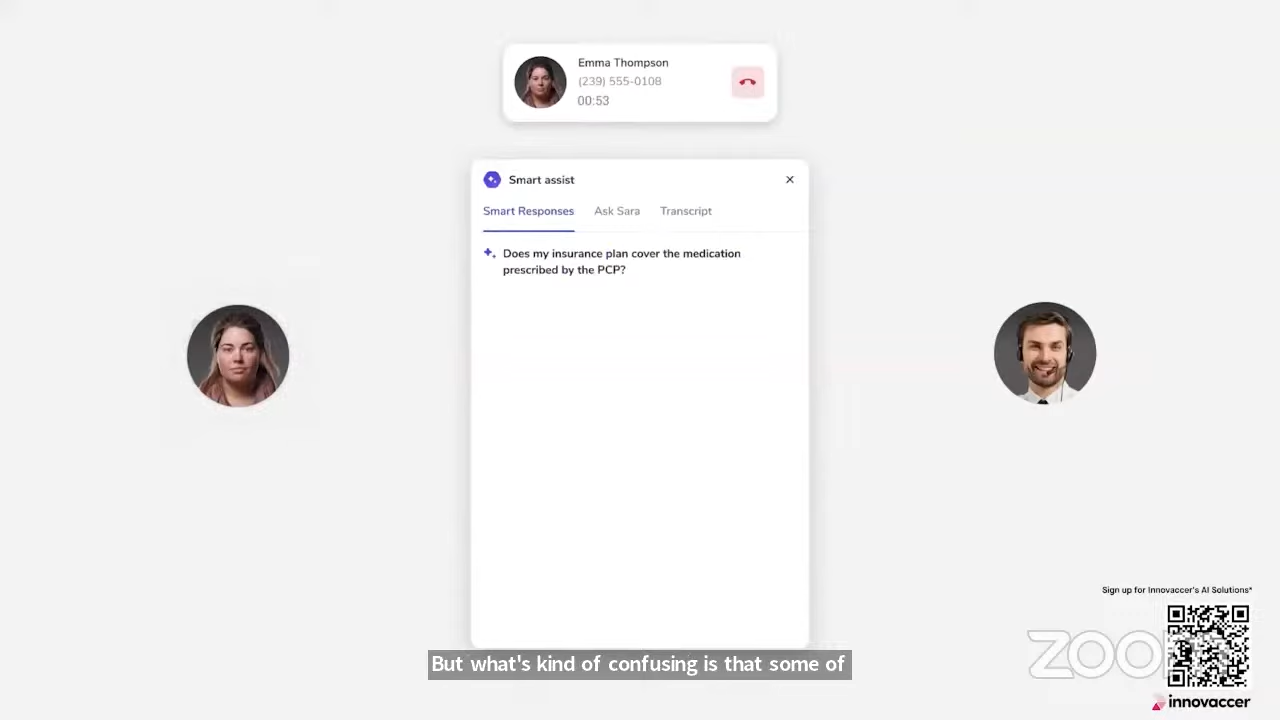 Emma Thompson
(239) 555-0108
00:53
Smart assist
Smart Responses Ask Sara Transcript
Does my insurance plan cover the medication
prescribed by the PCP?
Sign up for Innovaccer's AI Solutions*
zoom
innovaccer
But what's kind of confusing is that some of